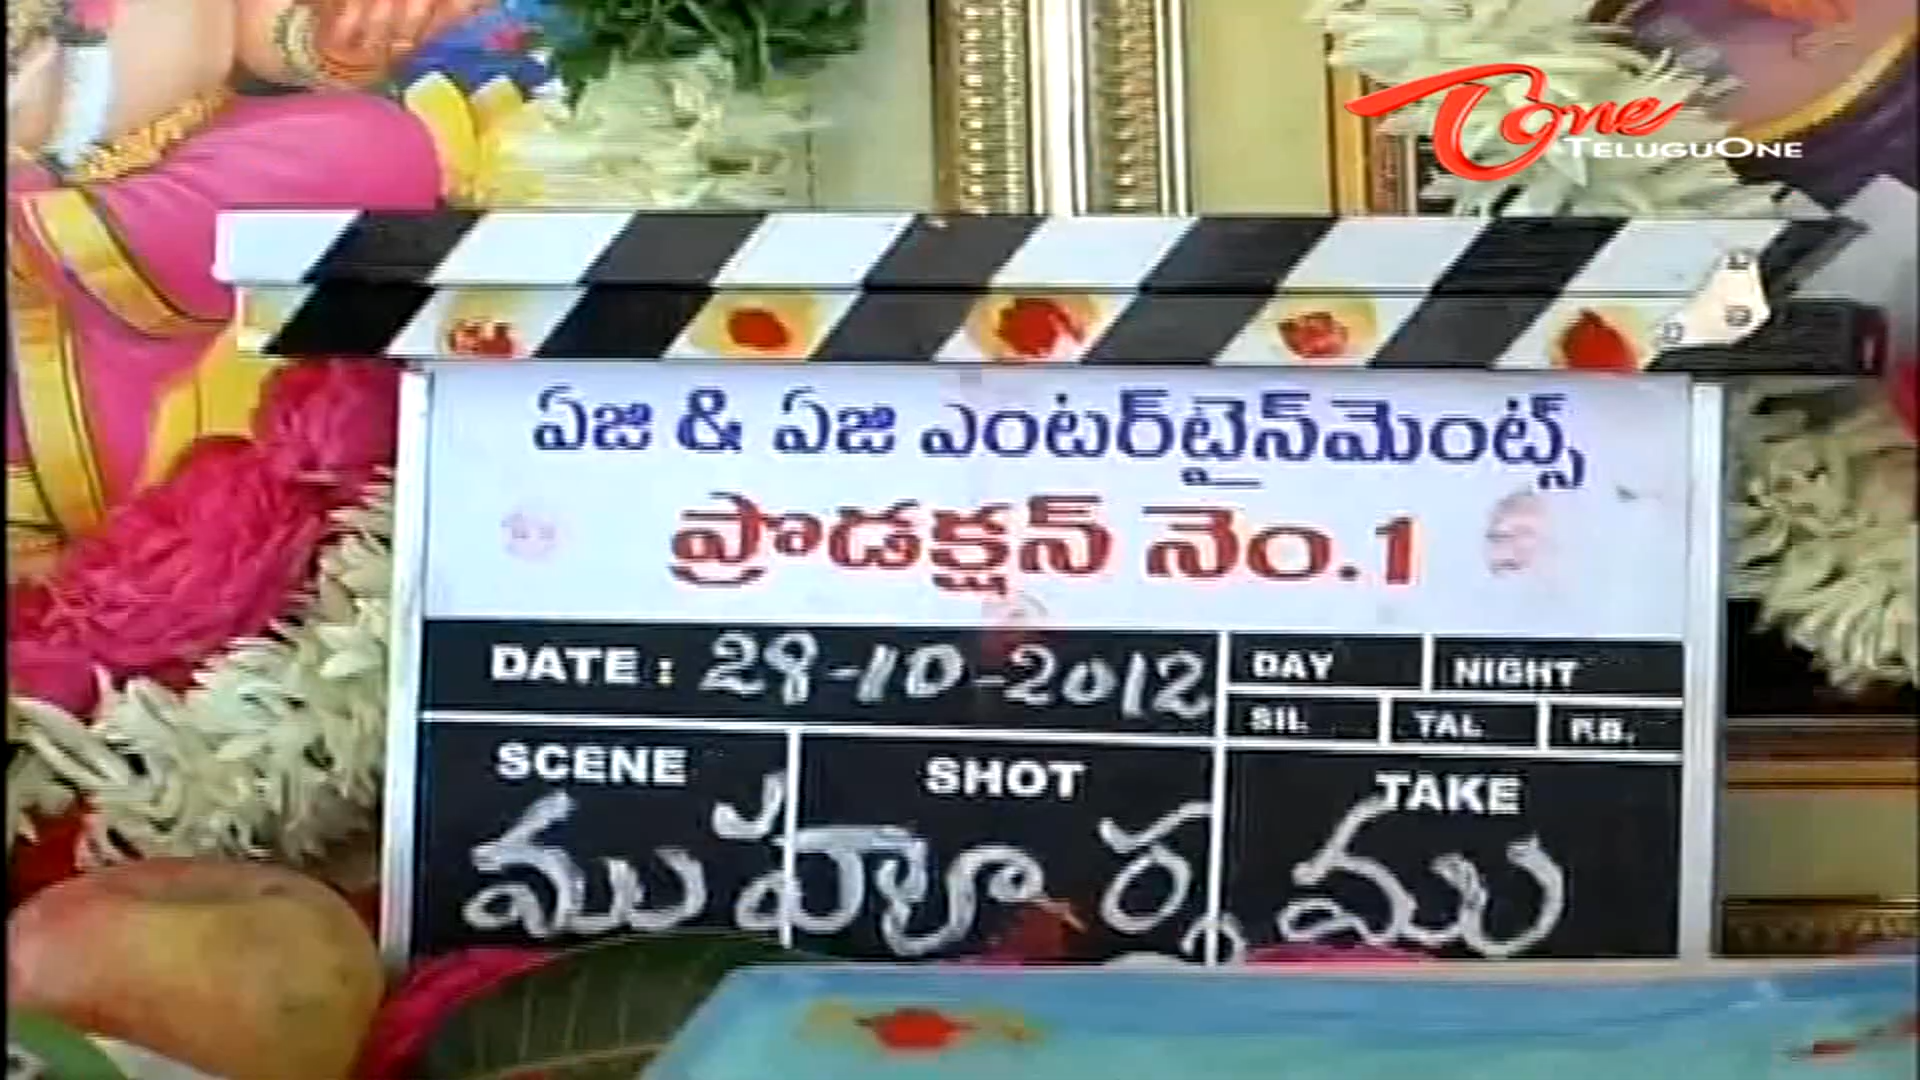 one
TELUGUONE
ఏజి & ఏజి ఎంటర్‌టైన్‌మెంట్స్
ప్రొడక్షన్ నెం.1
DATE : 28-10-2012
DAY NIGHT
SIL TAL P.B.
SCENE SHOT TAKE
ముహూర్తము